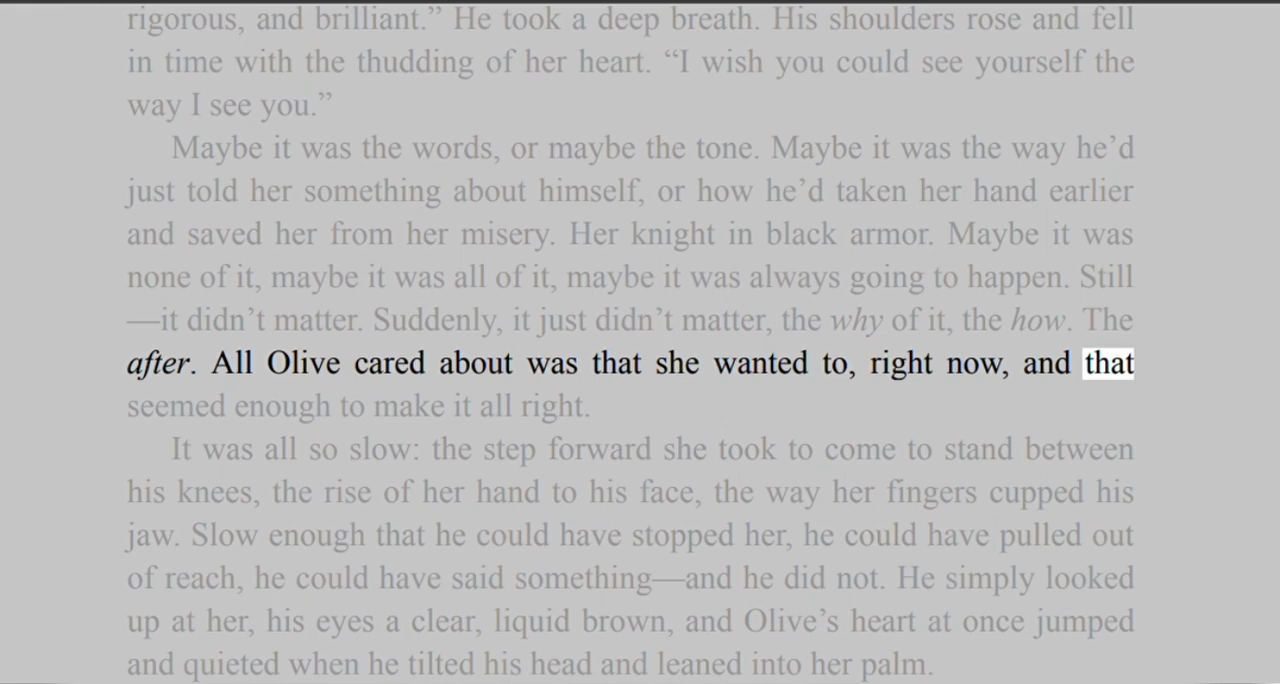 rigorous, and brilliant.” He took a deep breath. His shoulders rose and fell
in time with the thudding of her heart. “I wish you could see yourself the
way I see you.”
Maybe it was the words, or maybe the tone. Maybe it was the way he’d
just told her something about himself, or how he’d taken her hand earlier
and saved her from her misery. Her knight in black armor. Maybe it was
none of it, maybe it was all of it, maybe it was always going to happen. Still
—it didn’t matter. Suddenly, it just didn’t matter, the why of it, the how. The
after. All Olive cared about was that she wanted to, right now, and that
seemed enough to make it all right.
It was all so slow: the step forward she took to come to stand between
his knees, the rise of her hand to his face, the way her fingers cupped his
jaw. Slow enough that he could have stopped her, he could have pulled out
of reach, he could have said something—and he did not. He simply looked
up at her, his eyes a clear, liquid brown, and Olive’s heart at once jumped
and quieted when he tilted his head and leaned into her palm.